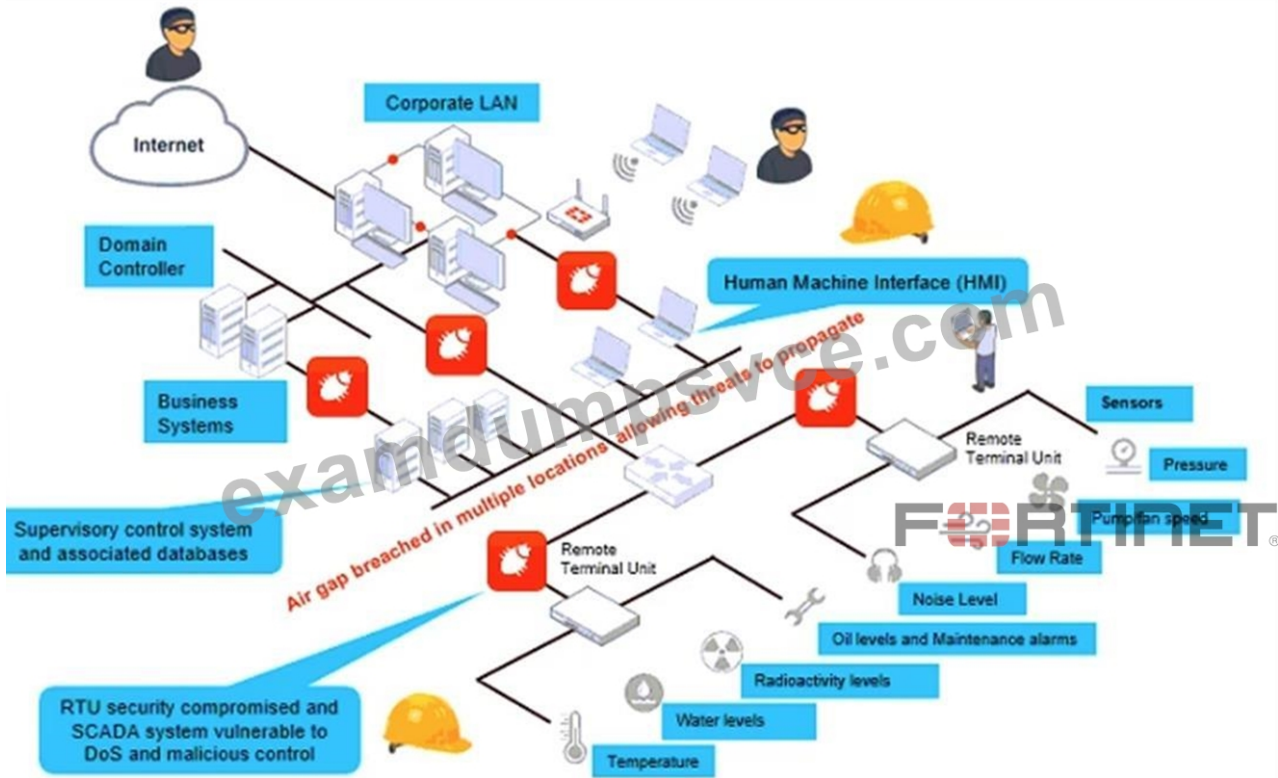 Corporate LAN
Internet
Domain
Controller
Human Machine Interface (HMI)
Business
Systems
Air gap breached in multiple locations allowing threats to propagate
Sensors
Remote
Terminal Unit
Pressure
Pump/fan speed
FORTINET
®
Flow Rate
Supervisory control system
and associated databases
Remote
Terminal Unit
Noise Level
Oil levels and Maintenance alarms
Radioactivity levels
RTU security compromised and
SCADA system vulnerable to
DoS and malicious control
Water levels
Temperature
examdumpsvce.com